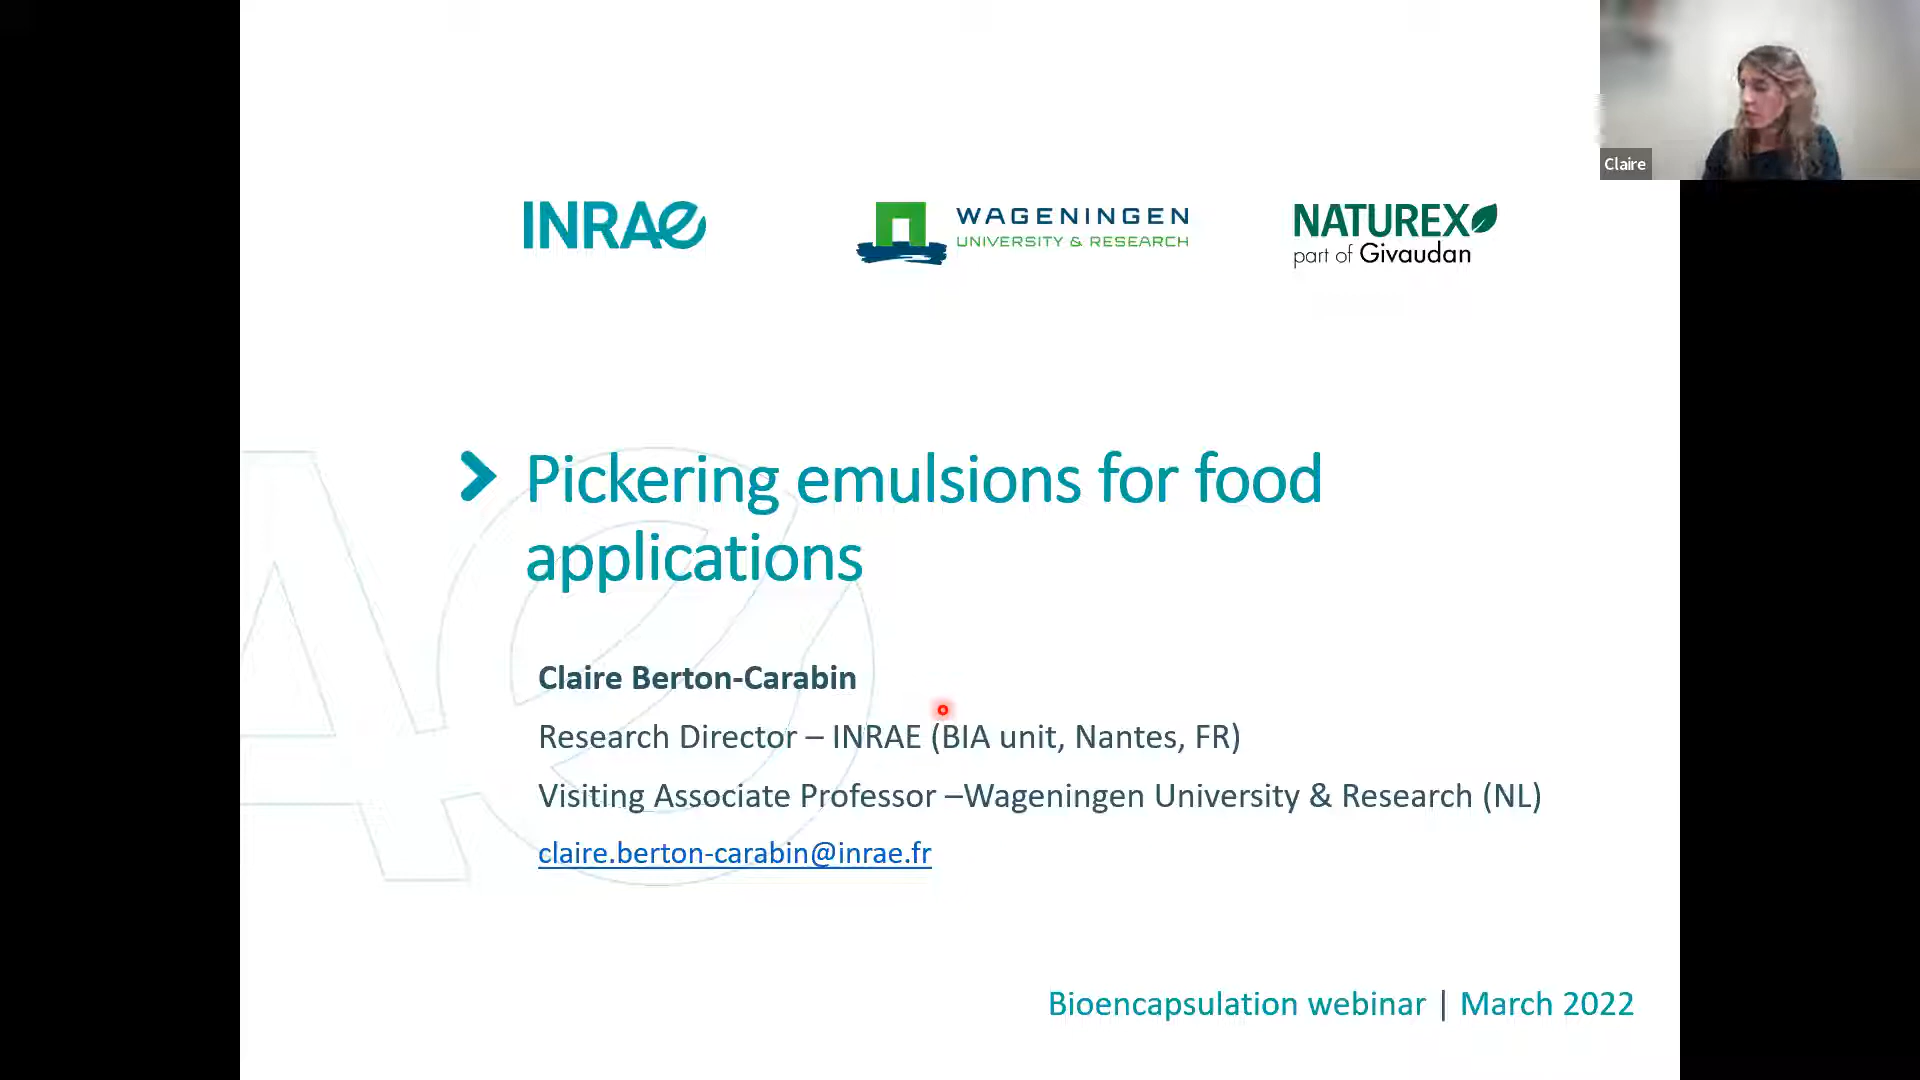 Claire
INRAE
WAGENINGEN
UNIVERSITY & RESEARCH
NATUREX
part of Givaudan
Pickering emulsions for food
applications
Claire Berton-Carabin
Research Director – INRAE (BIA unit, Nantes, FR)
Visiting Associate Professor –Wageningen University & Research (NL)
claire.berton-carabin@inrae.fr
Bioencapsulation webinar | March 2022